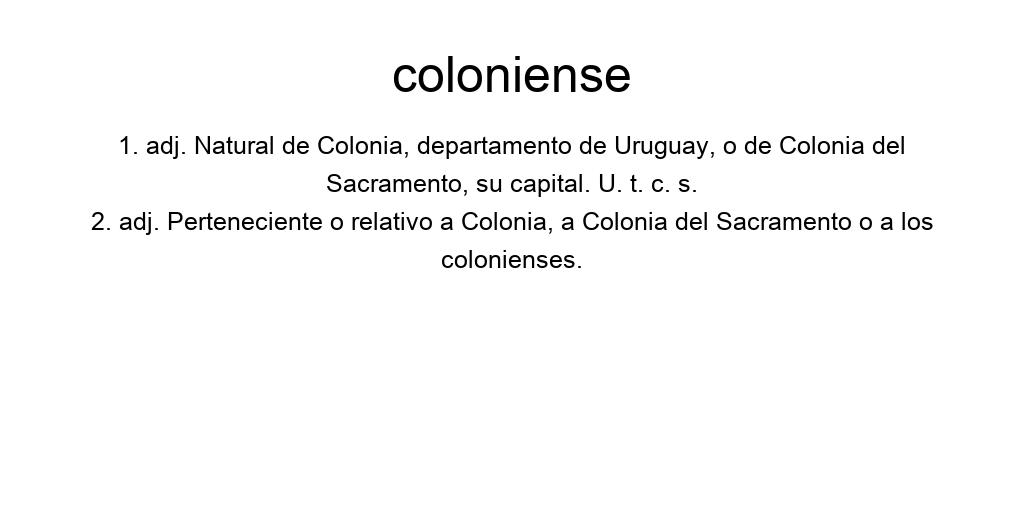 coloniense
1. adj. Natural de Colonia, departamento de Uruguay, o de Colonia del
Sacramento, su capital. U. t. c. s.
2. adj. Perteneciente o relativo a Colonia, a Colonia del Sacramento o a los
colonienses.